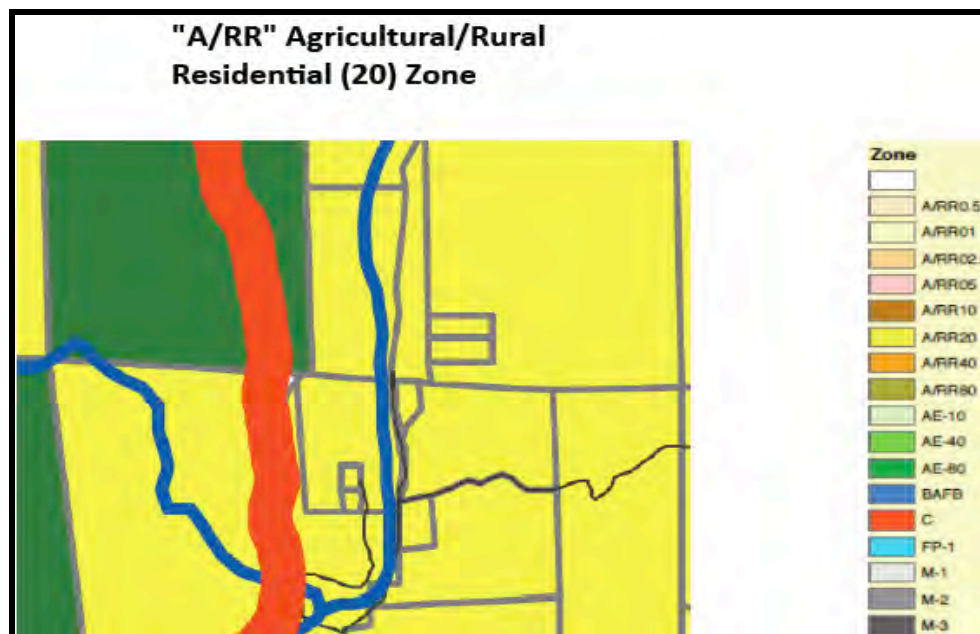 "A/RR" Agricultural/Rural
Residential (20) Zone
Zone
A/RR0.5
A/RR01
A/RR02.
A/RR05
A/RR10
A/RR20
A/RR40
A/RR80
AE-10
AE-40
AE-80
BAFB
C
FP-1
M-1
M-2
M-3